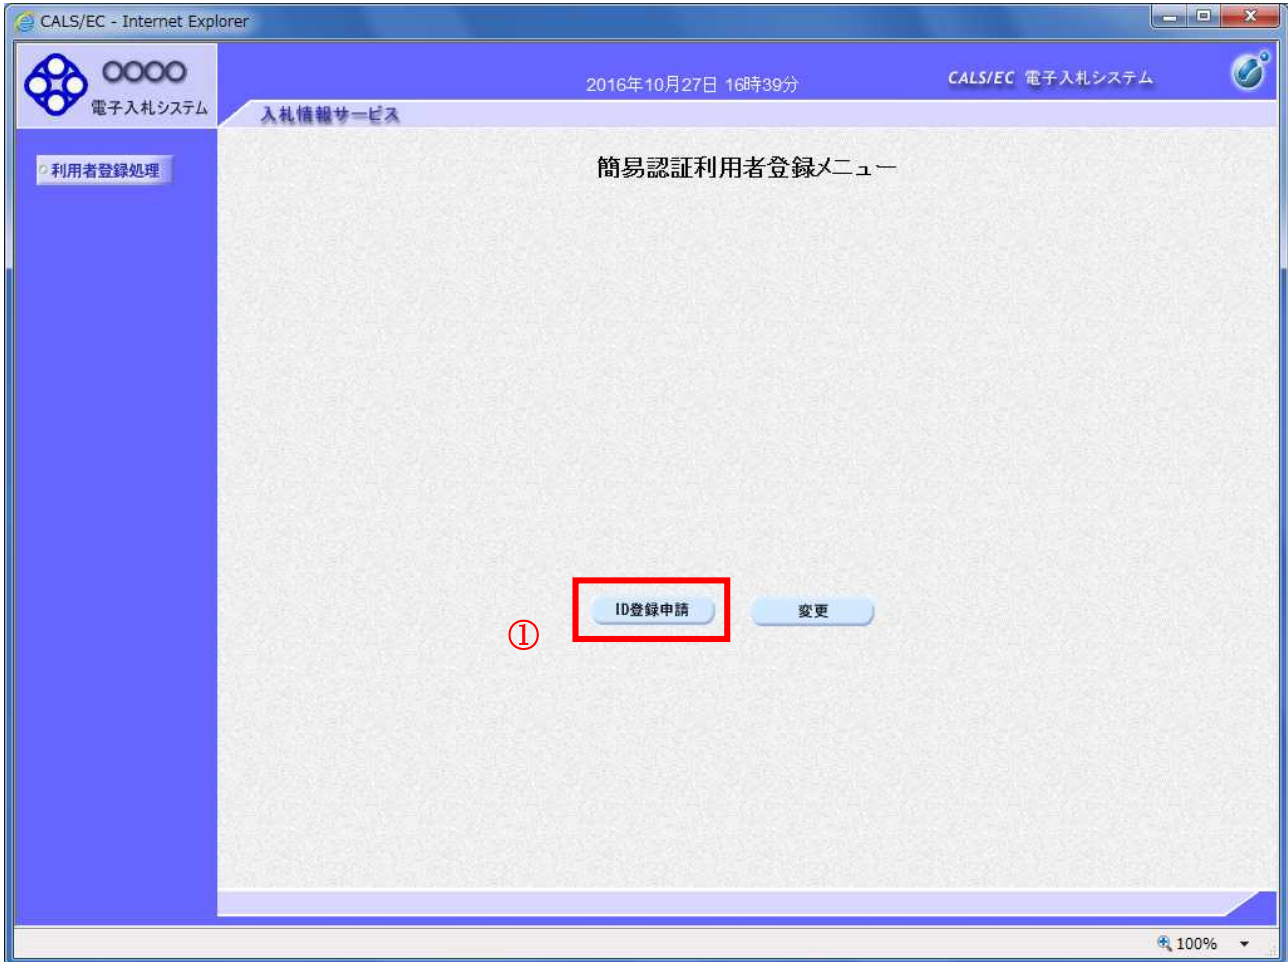 CALS/EC - Internet Explorer
〇〇〇〇
電子入札システム
2016年10月27日 16時39分
CALS/EC 電子入札システム
入札情報サービス
利用者登録処理
簡易認証利用者登録メニュー
①
ID登録申請
変更
100%